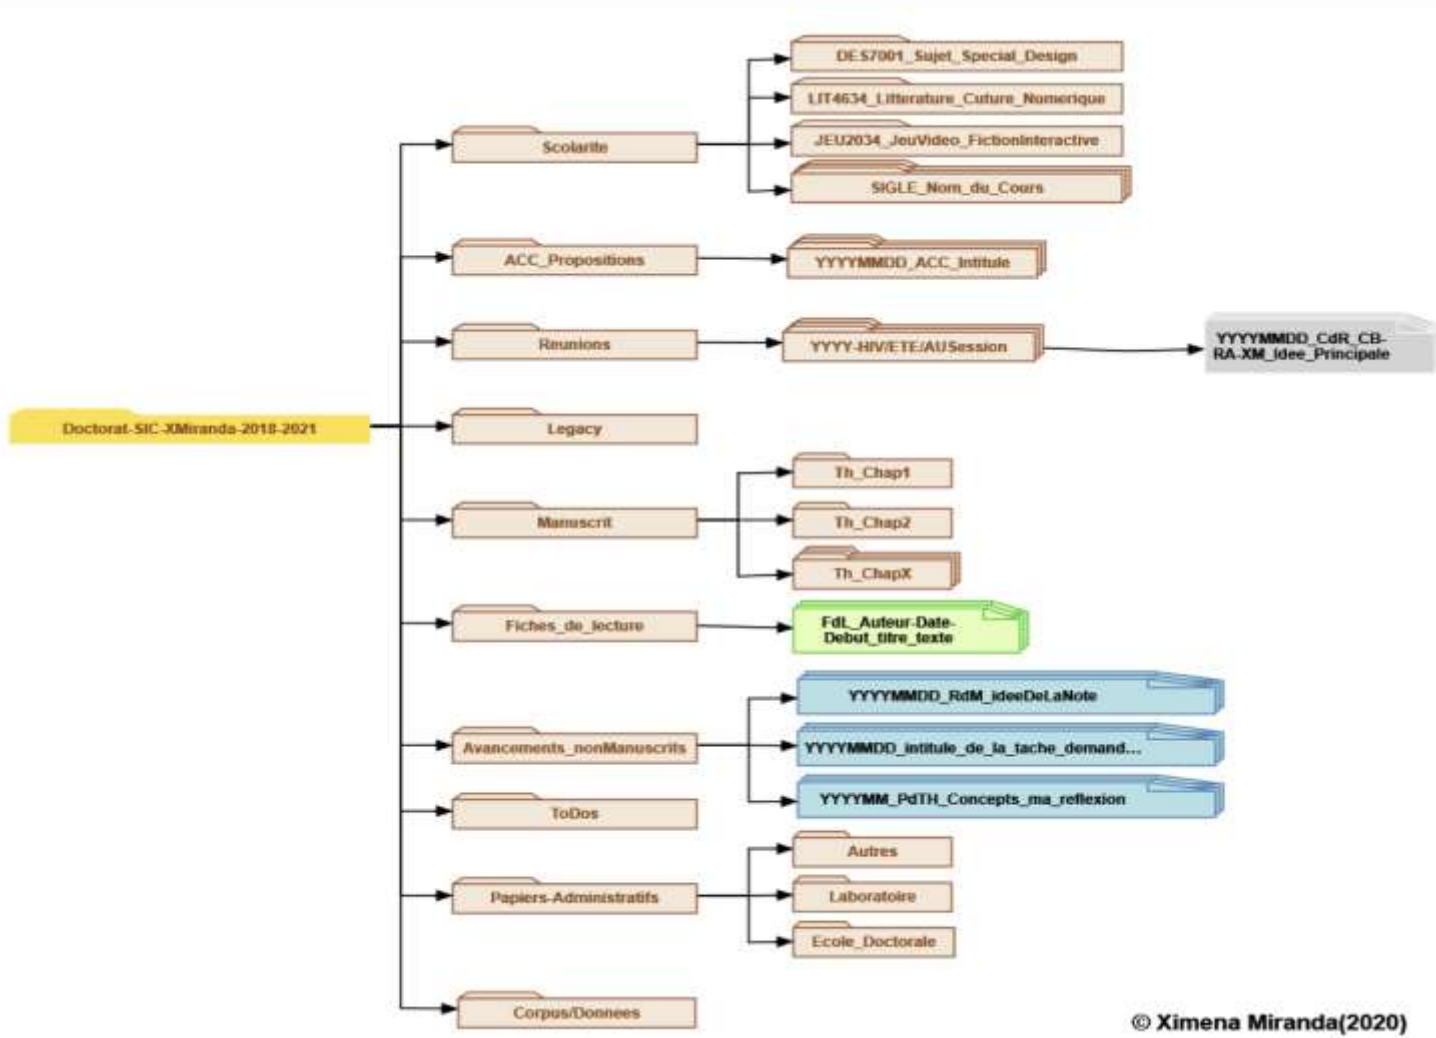 DES7001_Sujet_Special_Design
LIT4634_Litterature_Cuture_Numerique
Scolarite
JEU2034_JeuVideo_FictionInteractive
SIGLE_Nom_du_Cours
ACC_Propositions
YYYYMMDD_ACC_Intitule
Reunions
YYYY-HIV/ETE/AUSession
YYYYMMDD_CdR_CB-
RA-XM_Idee_Principale
Doctorat-SIC-XMiranda-2018-2021
Legacy
Th_Chap1
Manuscrit
Th_Chap2
Th_ChapX
Fiches_de_lecture
FdL_Auteur-Date-
Debut_titre_texte
YYYYMMDD_RdM_ideeDeLaNote
Avancements_nonManuscrits
YYYYMMDD_intitule_de_la_tache_demand...
YYYYMM_PdTH_Concepts_ma_reflexion
ToDos
Autres
Papiers-Administratifs
Laboratoire
Ecole_Doctorale
Corpus/Donnees
© Ximena Miranda(2020)